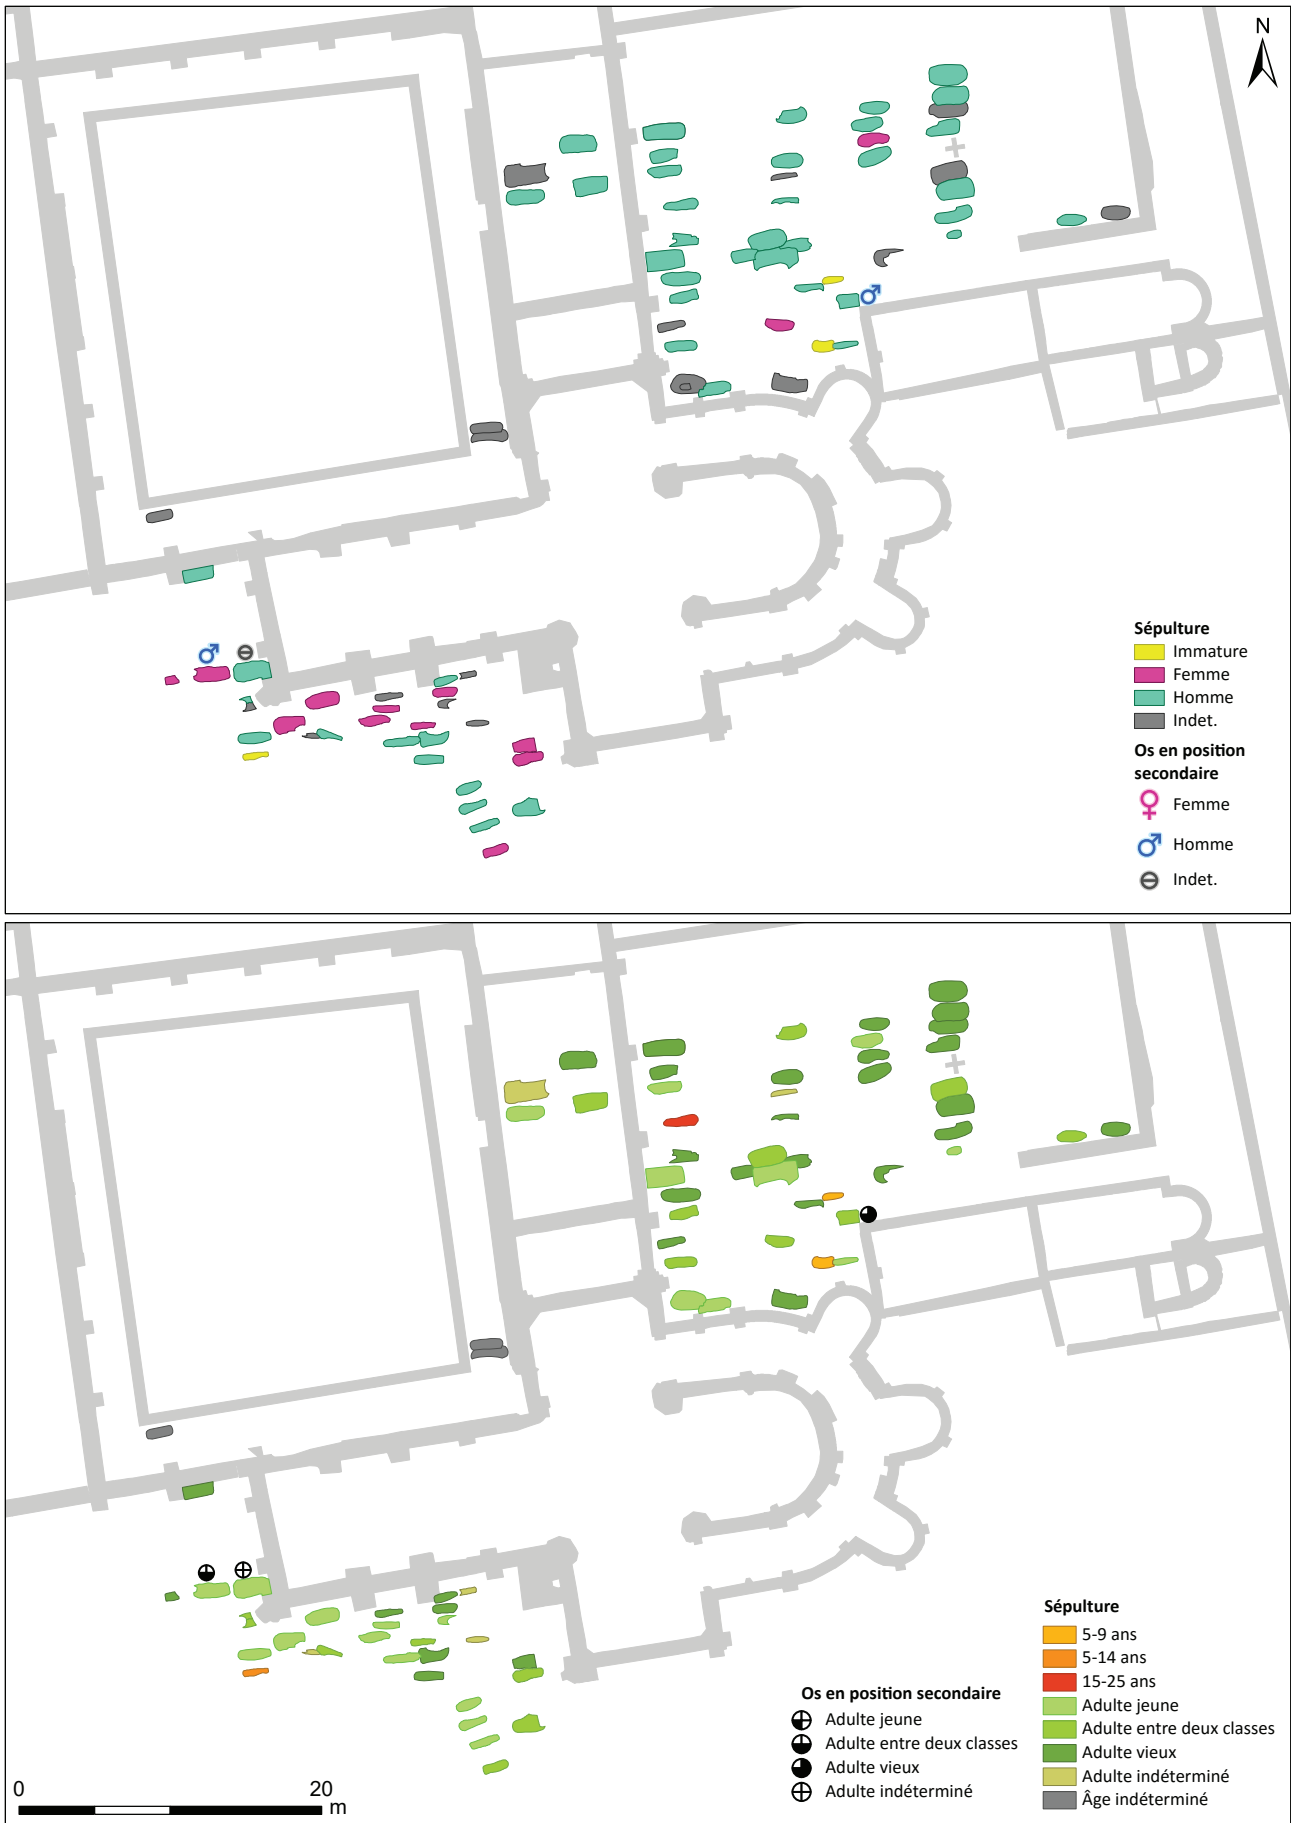 N
Sépulture
Immature
Femme
Homme
Indet.
Os en position
secondaire
Femme
Homme
Indet.
Sépulture
5-9 ans
5-14 ans
15-25 ans
Adulte jeune
Adulte entre deux classes
Adulte vieux
Adulte indéterminé
Âge indéterminé
Os en position secondaire
Adulte jeune
Adulte entre deux classes
Adulte vieux
Adulte indéterminé
0 20
m